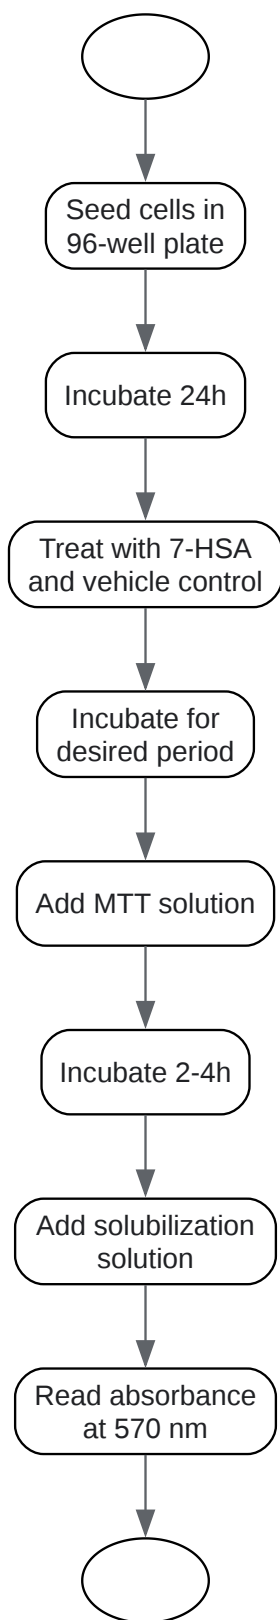 Seed cells in
96-well plate
Incubate 24h
Treat with 7-HSA
and vehicle control
Incubate for
desired period
Add MTT solution
Incubate 2-4h
Add solubilization
solution
Read absorbance
at 570 nm